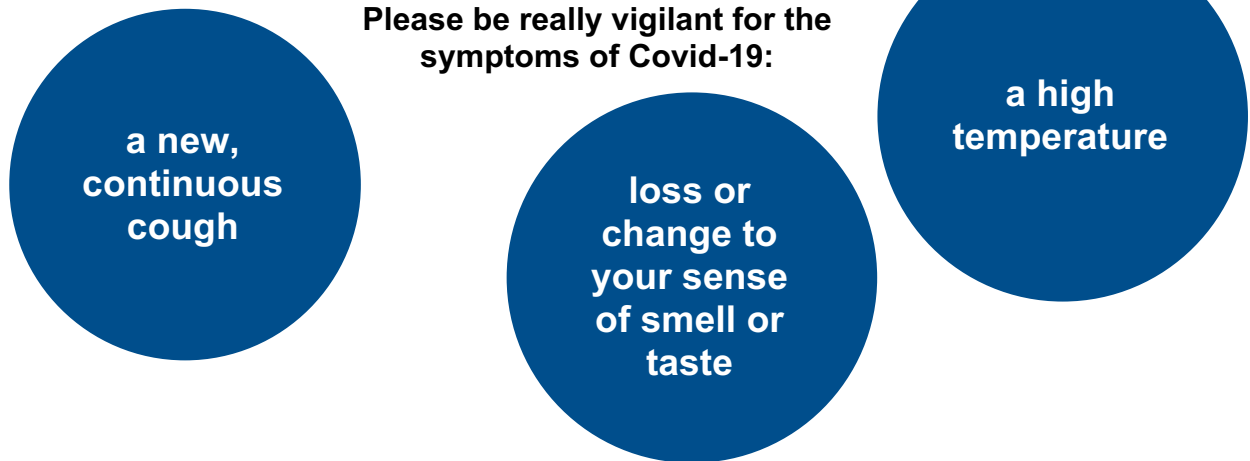 Please be really vigilant for the
symptoms of Covid-19:
a new,
continuous
cough
loss or
change to
your sense
of smell or
taste
a high
temperature